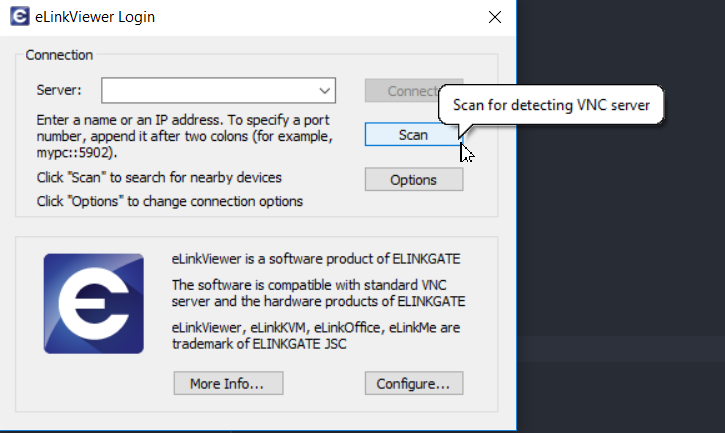 eLinkViewer Login
Connection
Server:
Connect
Scan for detecting VNC server
Enter a name or an IP address. To specify a port
number, append it after two colons (for example,
mypc::5902).
Scan
Click "Scan" to search for nearby devices
Options
Click "Options" to change connection options
eLinkViewer is a software product of ELINKGATE
The software is compatible with standard VNC
server and the hardware products of ELINKGATE
eLinkViewer, eLinkKVM, eLinkOffice, eLinkMe are
trademark of ELINKGATE JSC
More Info...
Configure...